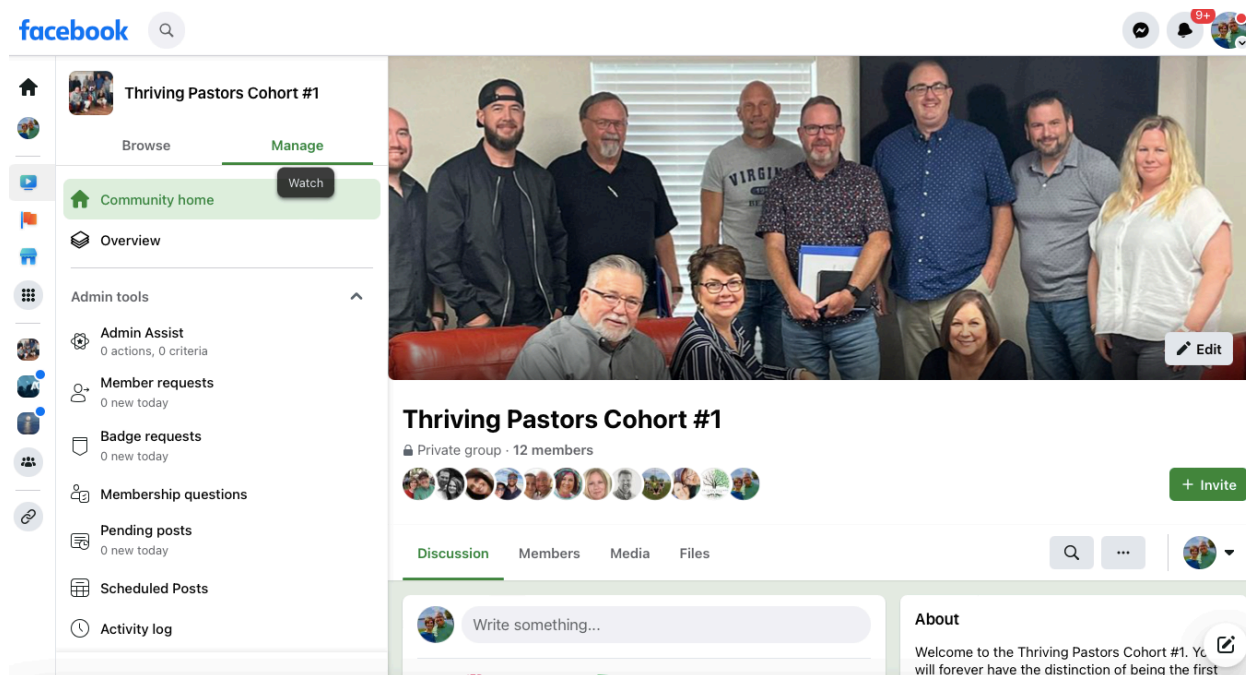 facebook
9+
Thriving Pastors Cohort #1
Browse
Manage
Watch
Community home
Overview
Admin tools
Admin Assist
0 actions, 0 criteria
Member requests
0 new today
Badge requests
0 new today
Membership questions
Pending posts
0 new today
Scheduled Posts
Activity log
VIRGINIA
Edit
Thriving Pastors Cohort #1
Private group · 12 members
+ Invite
Discussion
Members
Media
Files
Write something...
About
Welcome to the Thriving Pastors Cohort #1.
will forever have the distinction of being the first